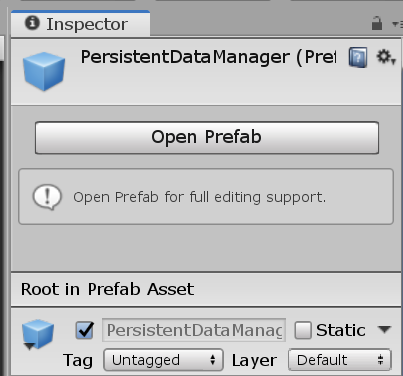 Inspector
PersistentDataManager (Pref
Open Prefab
Open Prefab for full editing support.
Root in Prefab Asset
PersistentDataManag Static
Tag Untagged Layer Default